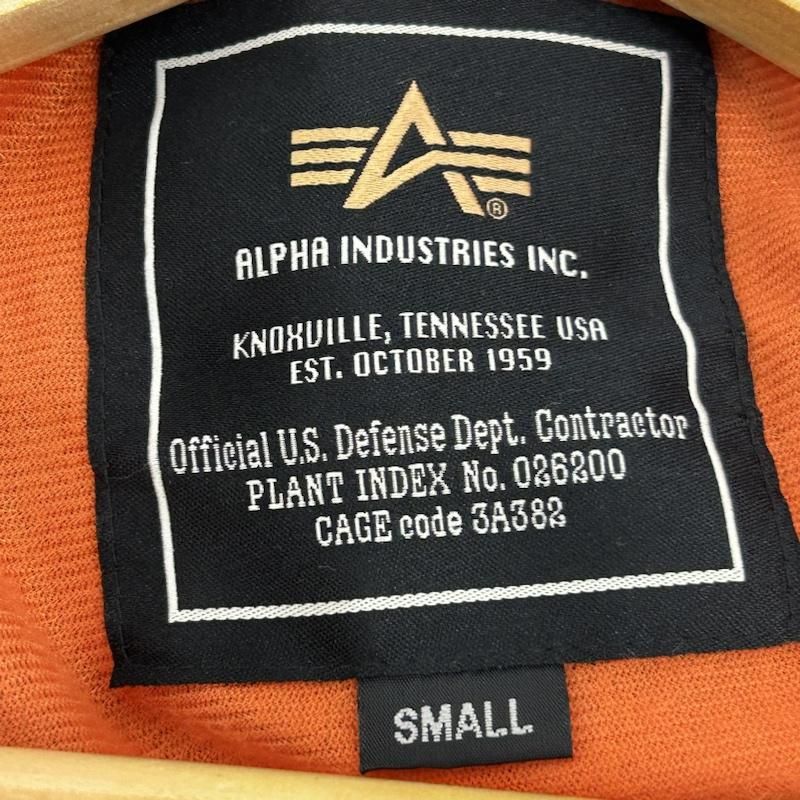 ®
ALPHA INDUSTRIES INC.
KNOXVILLE, TENNESSEE USA
EST. OCTOBER 1959
Official U.S. Defense Dept. Contractor
PLANT INDEX No. 026200
CAGE code 3A382
SMALL